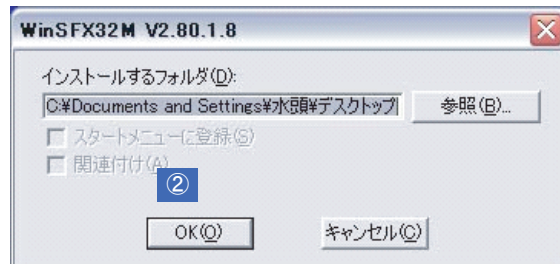 WinSFX32M V2.80.1.8
インストールするフォルダ(D):
C:¥Documents and Settings¥水頭¥デスクトップ 参照(B)...
スタートメニューに登録(S)
関連付け(A)
②
OK(O) キャンセル(C)